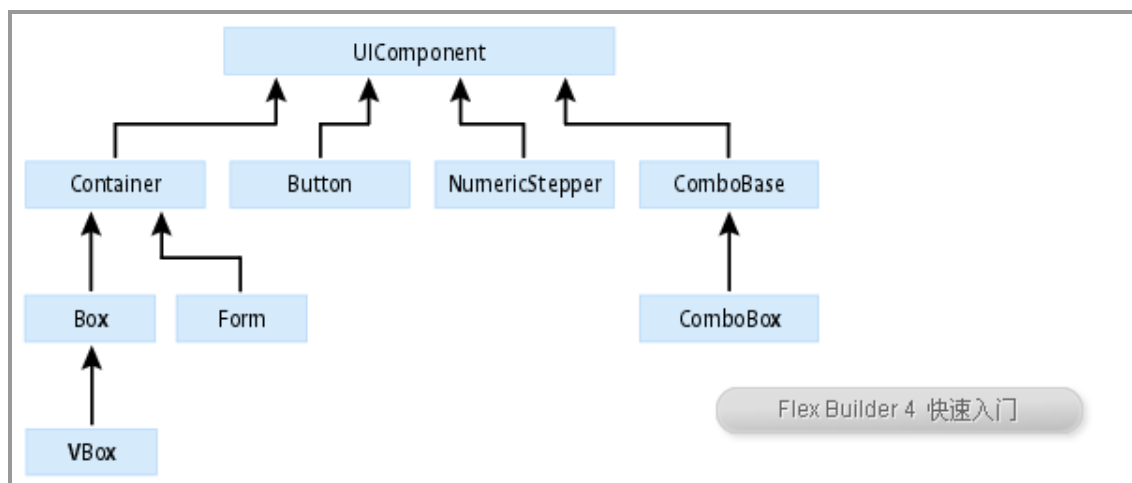 UIComponent
Container
Button
NumericStepper
ComboBase
Box
Form
ComboBox
Flex Builder 4 快速入门
VBox